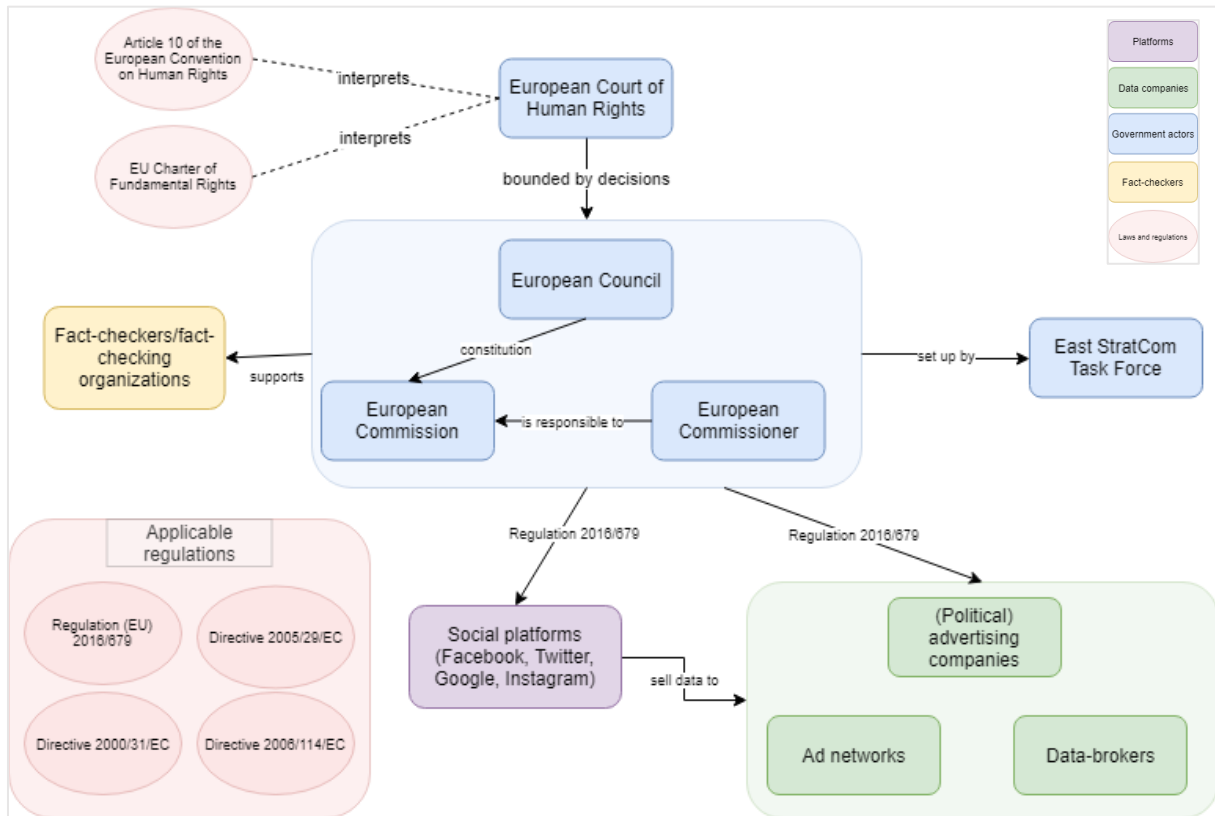 Article 10 of the
European Convention
on Human Rights
interprets
European Court of
Human Rights
interprets
EU Charter of
Fundamental Rights
bounded by decisions
Platforms
Data companies
Government actors
Fact-checkers
Laws and regulations
European Council
constitution
European
Commission
is responsible to
European
Commissioner
Fact-checkers/fact-
checking
organizations
supports
set up by
East StratCom
Task Force
Regulation 2016/679
Regulation 2016/679
Applicable
regulations
Regulation (EU)
2016/679
Directive 2005/29/EC
Directive 2000/31/EC
Directive 2006/114/EC
Social platforms
(Facebook, Twitter,
Google, Instagram)
sell data to
(Political)
advertising
companies
Ad networks
Data-brokers